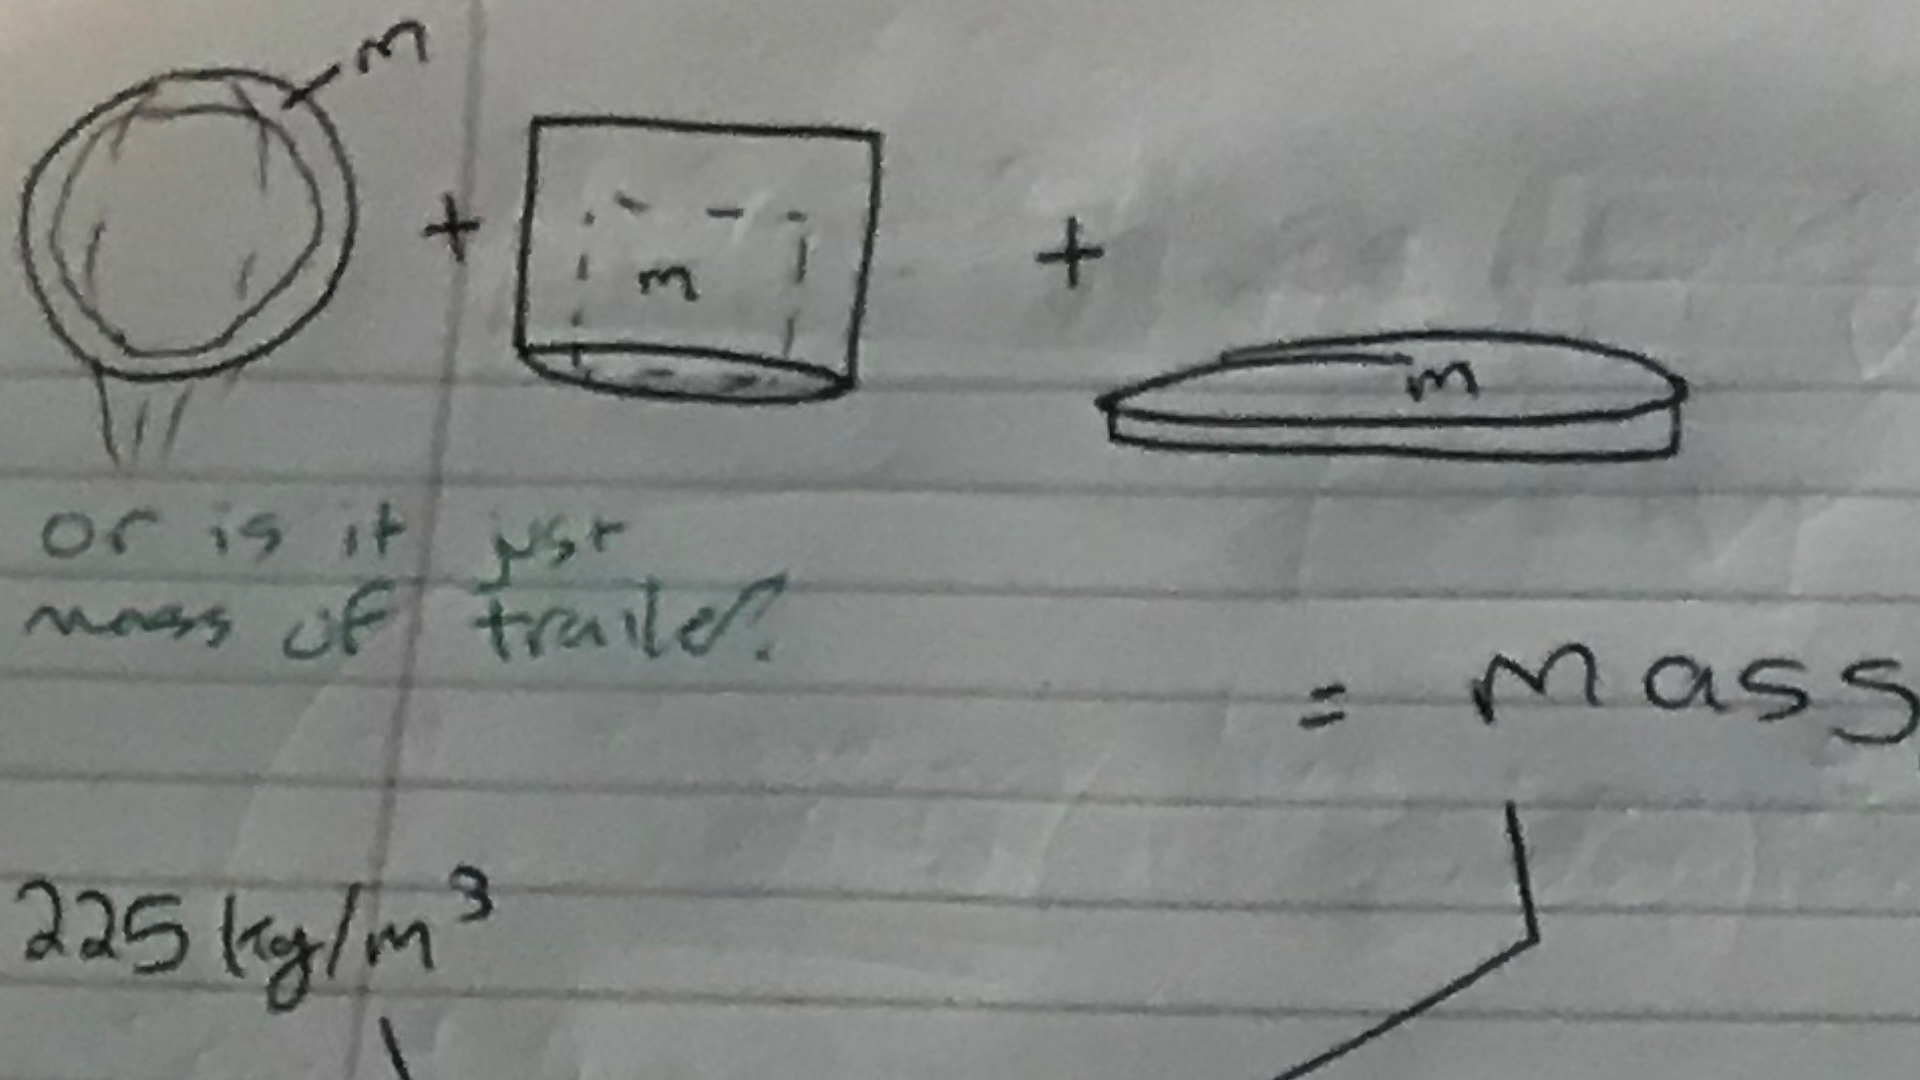 m
+ m + m
or is it just
mass of trailer?
= mass
225 kg/m³